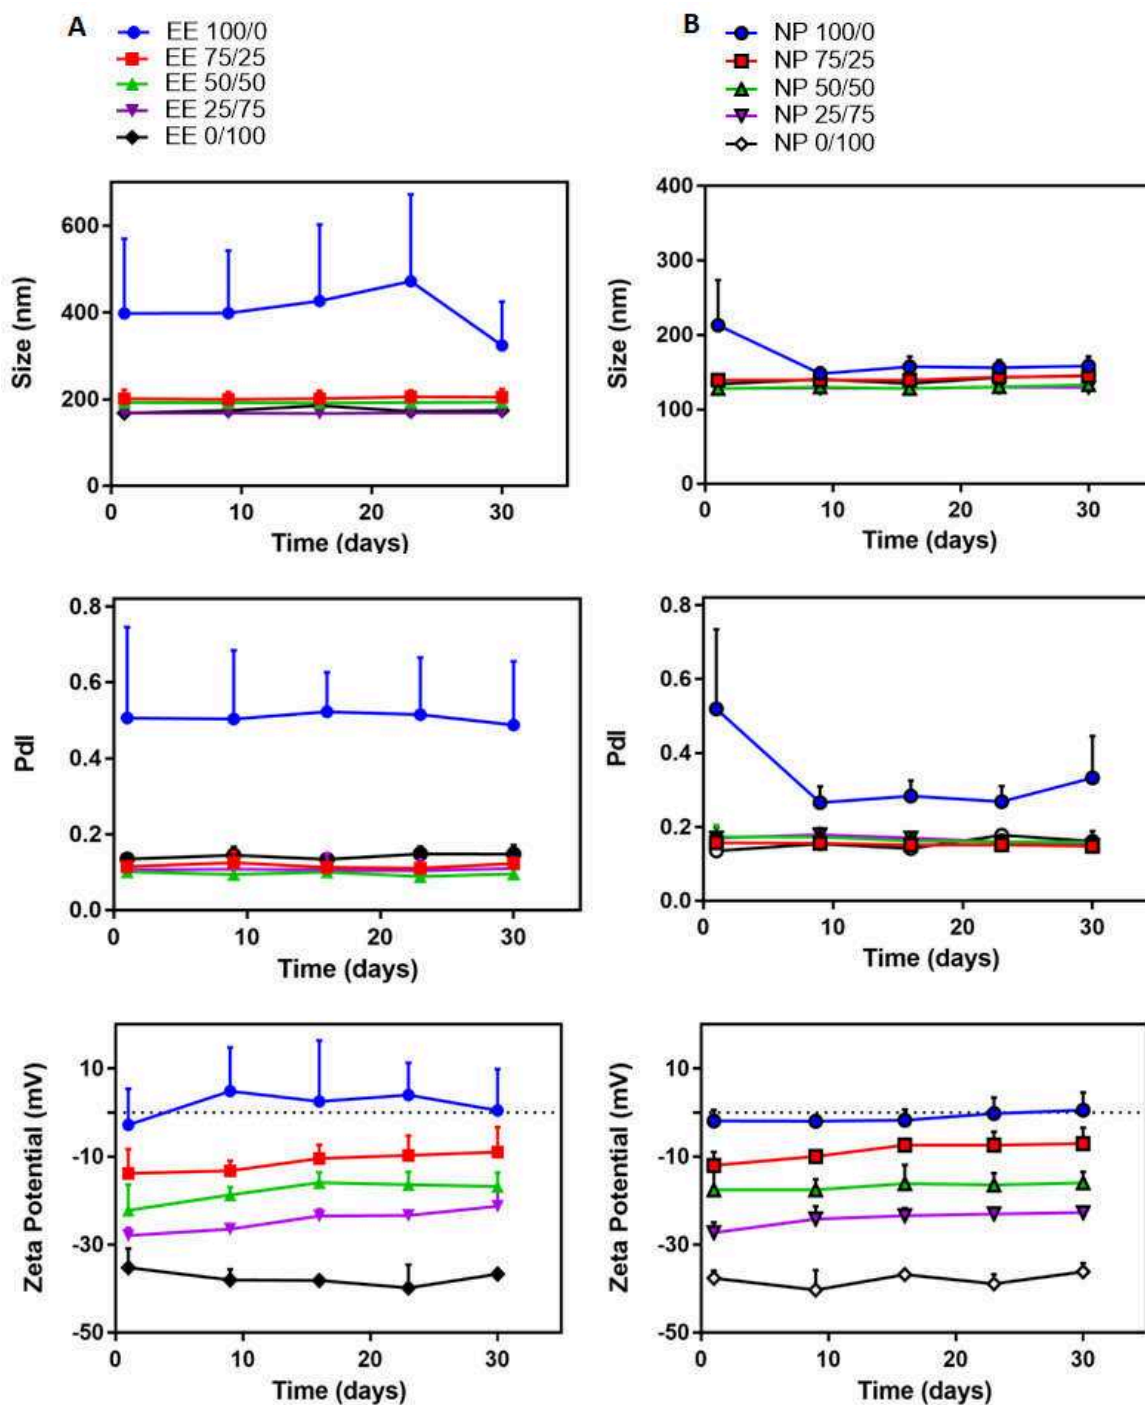 A
EE 100/0
EE 75/25
EE 50/50
EE 25/75
EE 0/100
B
NP 100/0
NP 75/25
NP 50/50
NP 25/75
NP 0/100
Size (nm)
600
400
200
0
0 10 20 30
Time (days)
Size (nm)
400
300
200
100
0
0 10 20 30
Time (days)
PdI
0.8
0.6
0.4
0.2
0.0
0 10 20 30
Time (days)
PdI
0.8
0.6
0.4
0.2
0.0
0 10 20 30
Time (days)
Zeta Potential (mV)
10
-10
-30
-50
0 10 20 30
Time (days)
Zeta Potential (mV)
10
-10
-30
-50
0 10 20 30
Time (days)